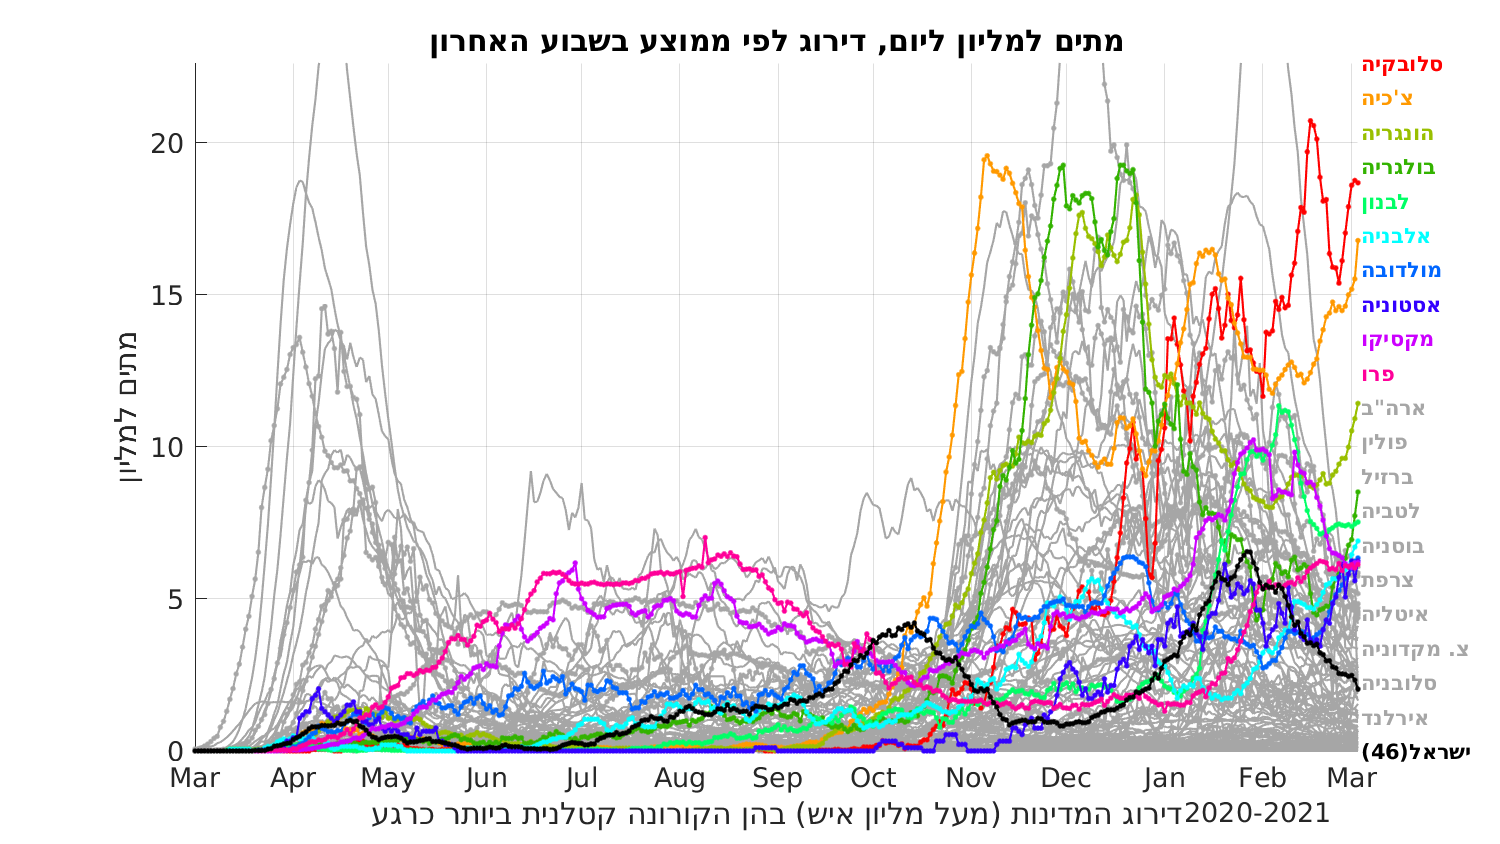 מתים למליון ליום, דירוג לפי ממוצע בשבוע האחרון
מתים למליון
20
15
10
5
0
Mar Apr May Jun Jul Aug Sep Oct Nov Dec Jan Feb Mar
דירוג המדינות (מעל מליון איש) בהן הקורונה קטלנית ביותר כרגע2020-2021
סלובקיה
צ'כיה
הונגריה
בולגריה
לבנון
אלבניה
מולדובה
אסטוניה
מקסיקו
פרו
ארה"ב
פולין
ברזיל
לטביה
בוסניה
צרפת
איטליה
צ. מקדוניה
סלובניה
אירלנד
ישראל(46)